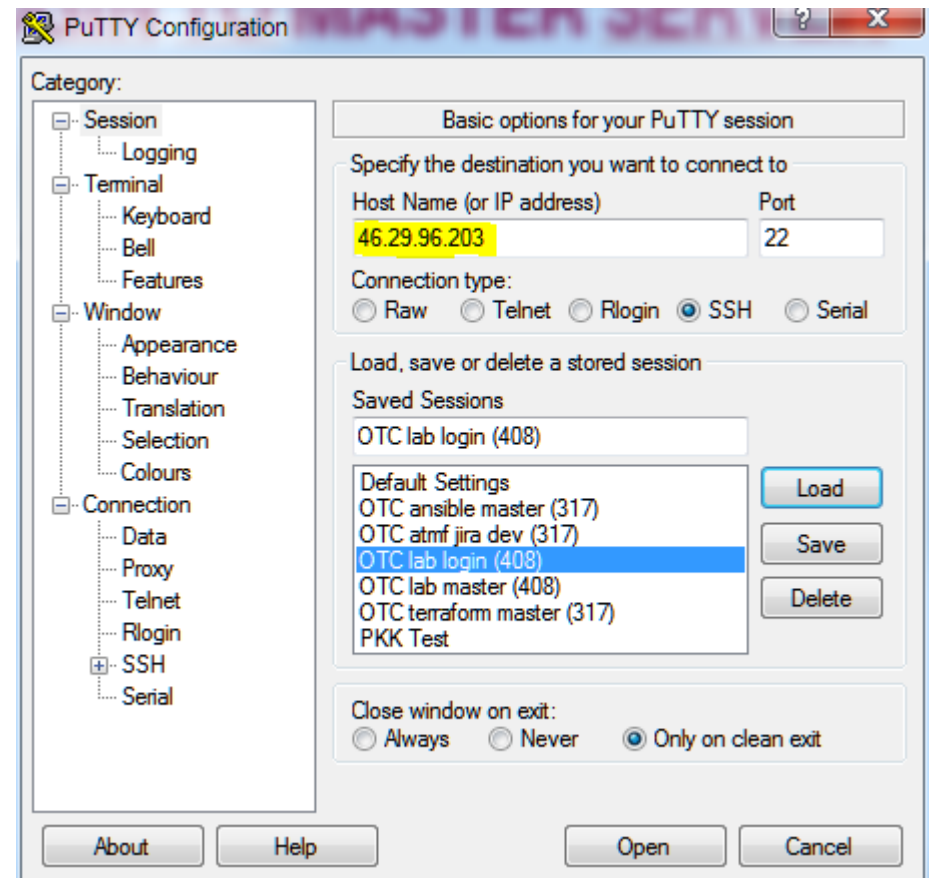 MASTER SERV
PuTTY Configuration
?
X
Category:
Session
Logging
Terminal
Keyboard
Bell
Features
Window
Appearance
Behaviour
Translation
Selection
Colours
Connection
Data
Proxy
Telnet
Rlogin
SSH
Serial
Basic options for your PuTTY session
Specify the destination you want to connect to
Host Name (or IP address) Port
46.29.96.203 22
Connection type:
Raw Telnet Rlogin SSH Serial
Load, save or delete a stored session
Saved Sessions
OTC lab login (408)
Default Settings
OTC ansible master (317)
OTC atmf jira dev (317)
OTC lab login (408)
OTC lab master (408)
OTC terraform master (317)
PKK Test
Load
Save
Delete
Close window on exit:
Always Never Only on clean exit
About Help Open Cancel